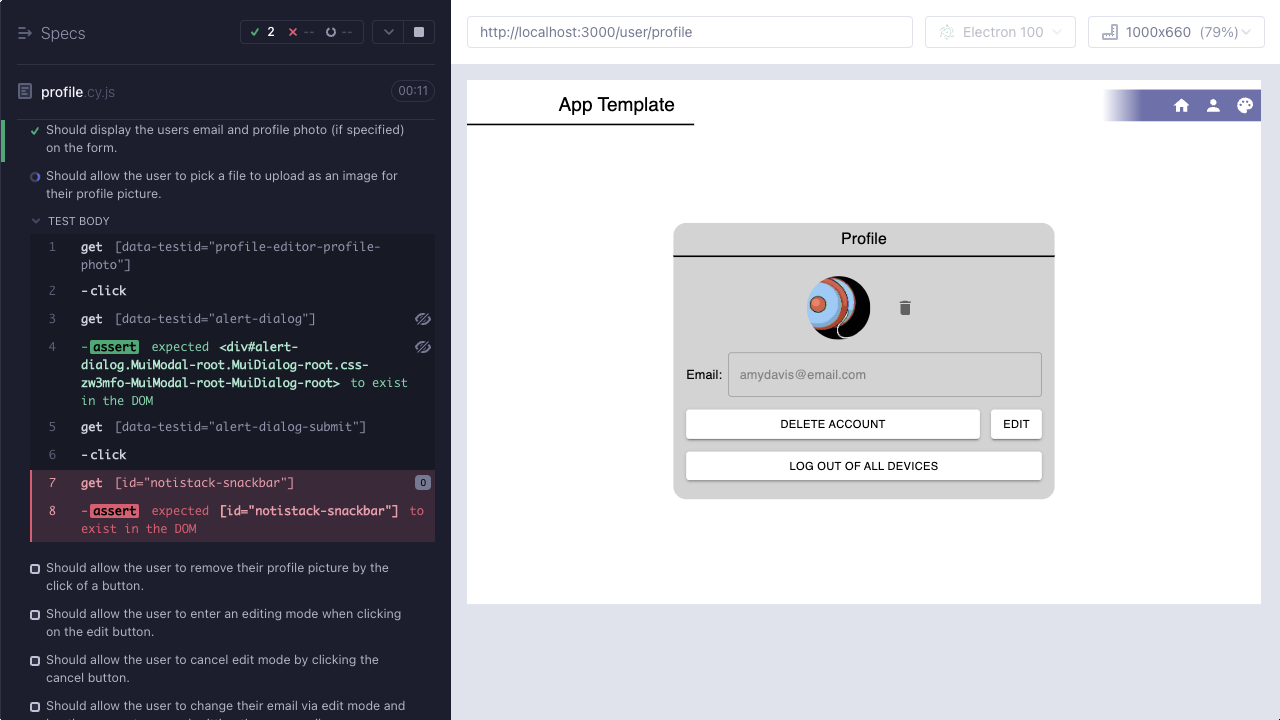 Specs
2
--
--
profile.cy.js
00:11
Should display the users email and profile photo (if specified)
on the form.
Should allow the user to pick a file to upload as an image for
their profile picture.
TEST BODY
1 get [data-testid="profile-editor-profile-
photo"]
2 -click
3 get [data-testid="alert-dialog"]
4 -assert expected <div#alert-
dialog.MuiModal-root.MuiDialog-root.css-
zw3mfo-MuiModal-root-MuiDialog-root> to exist
in the DOM
5 get [data-testid="alert-dialog-submit"]
6 -click
7 get [id="notistack-snackbar"] 0
8 -assert expected [id="notistack-snackbar"] to
exist in the DOM
Should allow the user to remove their profile picture by the
click of a button.
Should allow the user to enter an editing mode when clicking
on the edit button.
Should allow the user to cancel edit mode by clicking the
cancel button.
Should allow the user to change their email via edit mode and
http://localhost:3000/user/profile
Electron 100
1000x660 (79%)
App Template
Profile
Email: amydavis@email.com
DELETE ACCOUNT
EDIT
LOG OUT OF ALL DEVICES